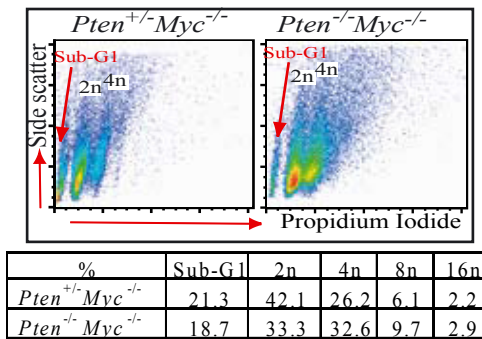 Pten+/-Myc-/- Pten-/-Myc-/-
Sub-G1 Sub-G1
2n 4n 2n 4n
Side scatter
Propidium Iodide
% Sub-G1 2n 4n 8n 16n
Pten+/-Myc -/- 21.3 42.1 26.2 6.1 2.2
Pten-/- Myc -/- 18.7 33.3 32.6 9.7 2.9